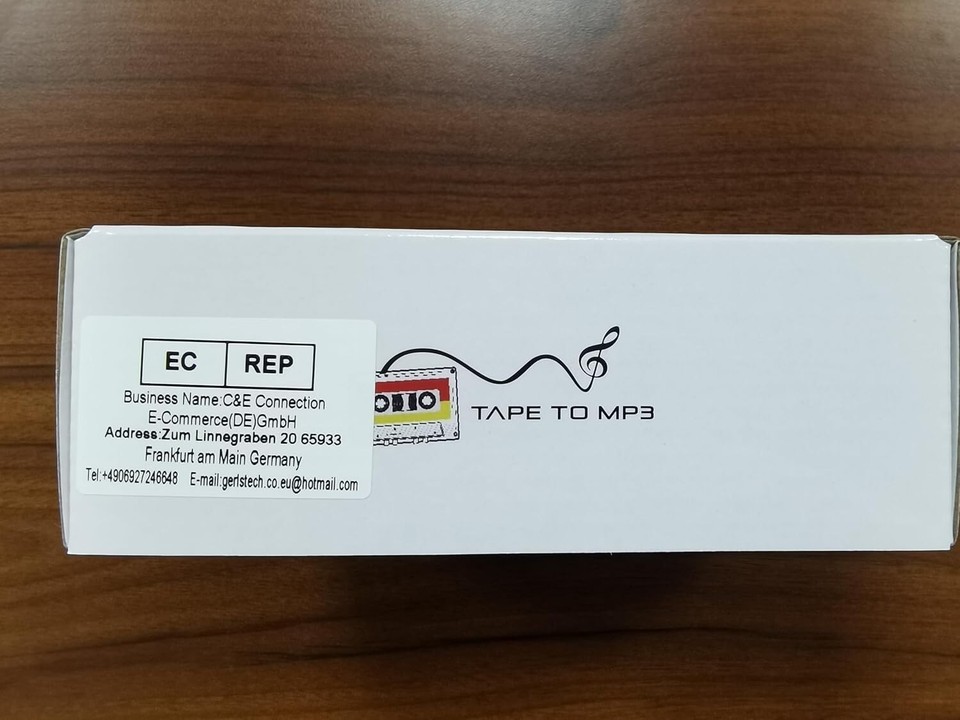 EC REP
Business Name:C&E Connection
E-Commerce(DE)GmbH
Address:Zum Linnegraben 20 65933
Frankfurt am Main Germany
Tel:+4906927246648 E-mail:gerlstech.co.eu@hotmail.com
TAPE TO MP3